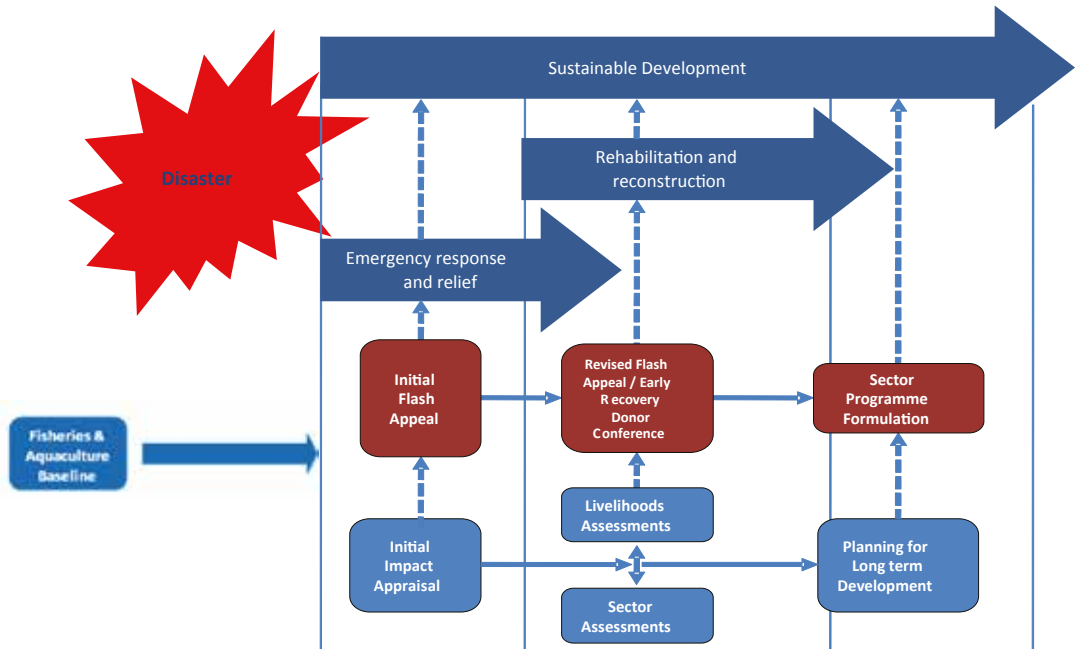 Sustainable Development
Disaster
Rehabilitation and
reconstruction
Emergency response
and relief
Initial
Flash
Appeal
Revised Flash
Appeal / Early
Recovery
Donor
Conference
Sector
Programme
Formulation
Fisheries &
Aquaculture
Baseline
Livelihoods
Assessments
Initial
Impact
Appraisal
Planning for
Long term
Development
Sector
Assessments